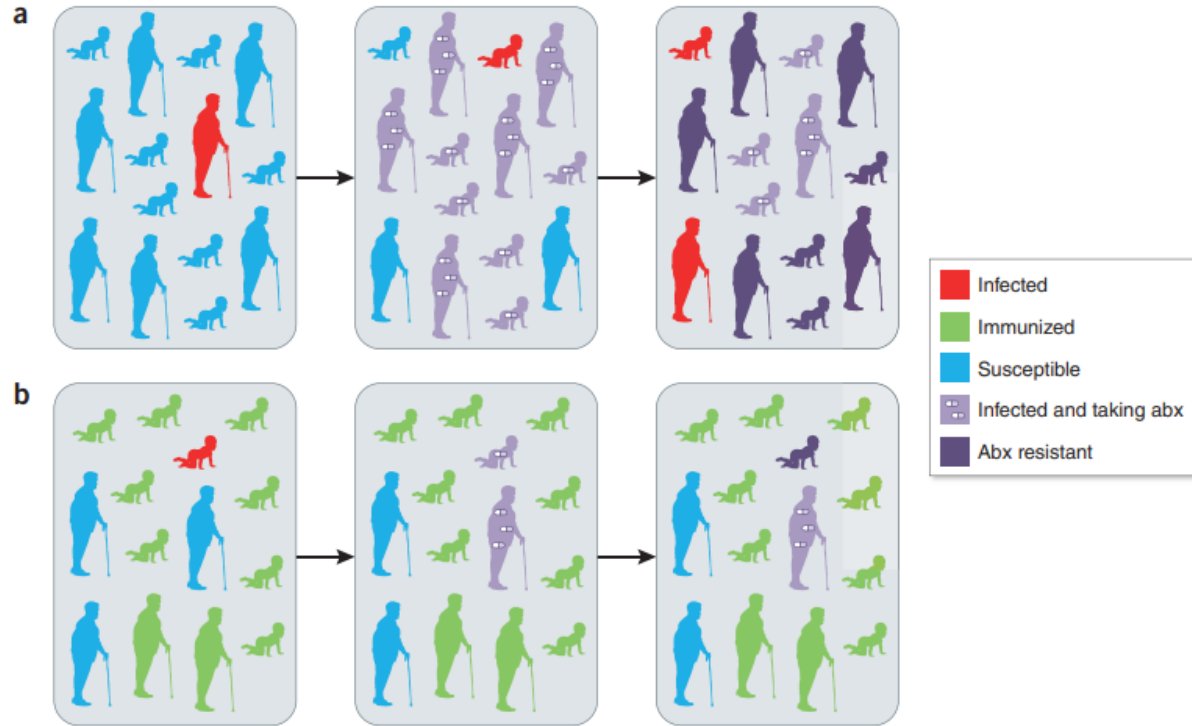 a
b
Infected
Immunized
Susceptible
Infected and taking abx
Abx resistant